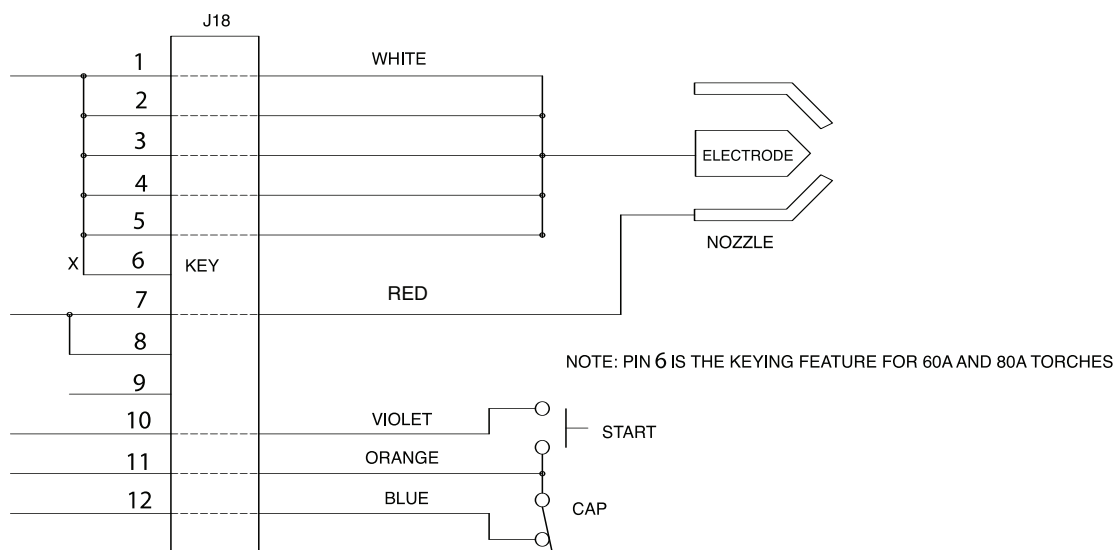 J18
1 WHITE
2
3
ELECTRODE
4
5
NOZZLE
X 6 KEY
7 RED
8
NOTE: PIN 6 IS THE KEYING FEATURE FOR 60A AND 80A TORCHES
9
10 VIOLET
START
11 ORANGE
12 BLUE
CAP